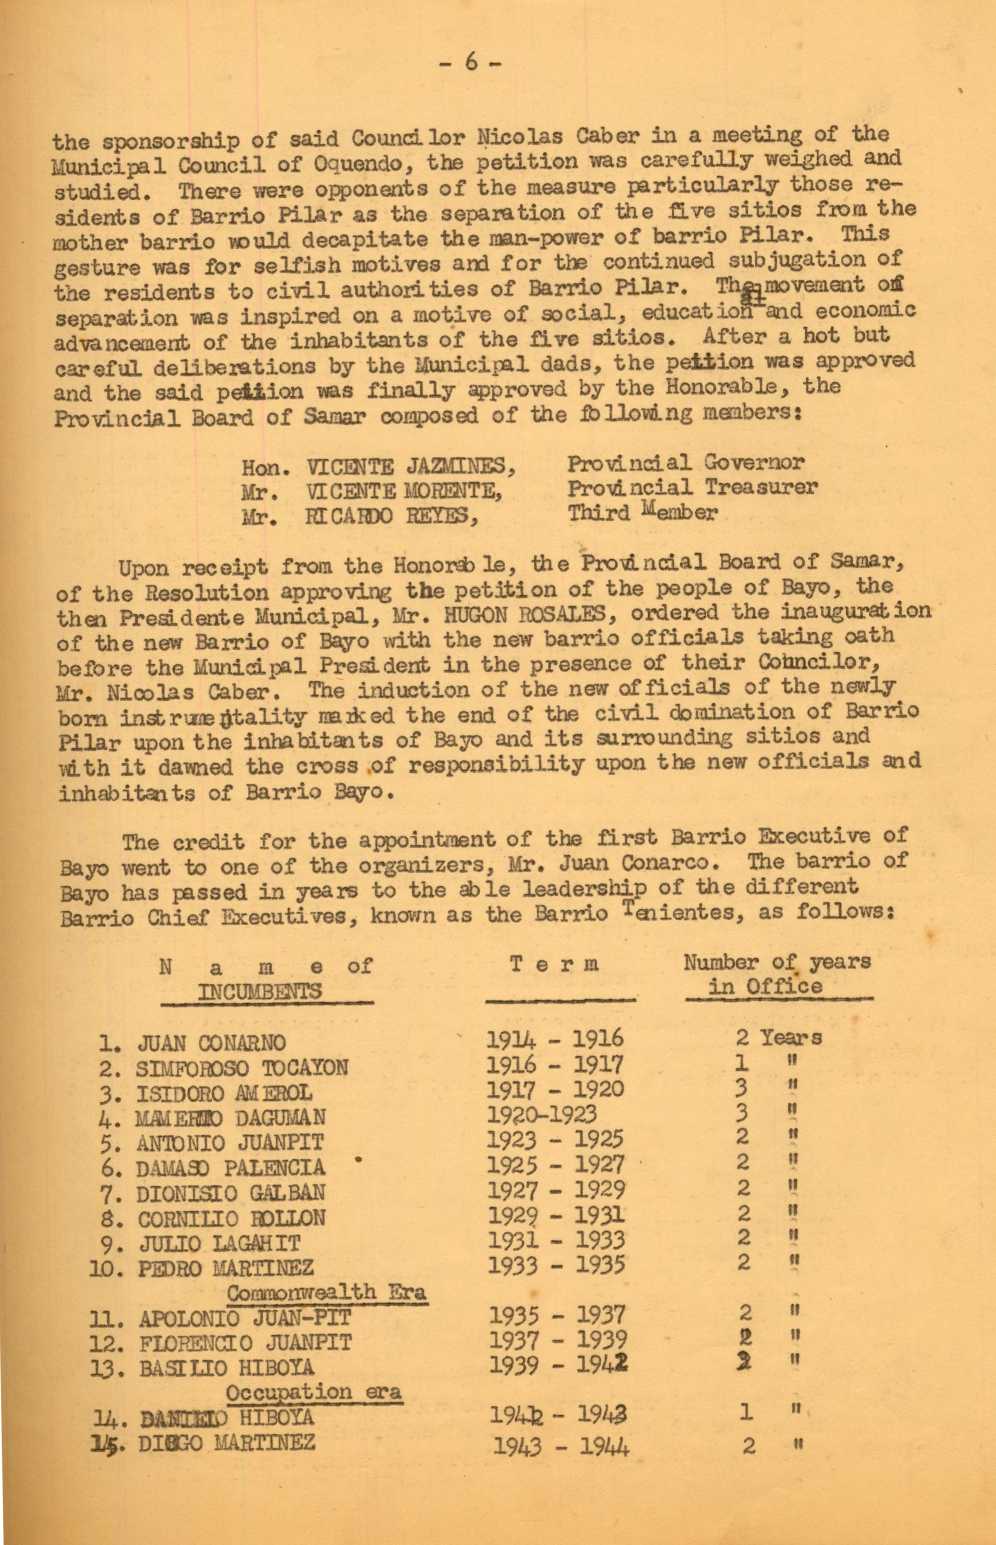 - 6 -
the sponsorship of said Councilor Nicolas Caber in a meeting of the
Municipal Council of Oquendo, the petition was carefully weighed and
studied. There were opponents of the measure particularly those re-
sidents of Barrio Pilar as the separation of the five sitios from the
mother barrio would decapitate the man-power of barrio Pilar. This
gesture was for selfish motives and for the continued subjugation of
the residents to civil authorities of Barrio Pilar. The movement of
separation was inspired on a motive of social, education and economic
advancement of the inhabitants of the five sitios. After a hot but
careful deliberations by the Municipal dads, the petition was approved
and the said petition was finally approved by the Honorable, the
Provincial Board of Samar composed of the following members:
Hon. VICENTE JAZMINES, Provincial Governor
Mr. VICENTE MORENTE, Provincial Treasurer
Mr. RICARDO REYES, Third Member
Upon receipt from the Honorable, the Provincial Board of Samar,
of the Resolution approving the petition of the people of Bayo, the
then Presidente Municipal, Mr. HUGON ROSALES, ordered the inauguration
of the new Barrio of Bayo with the new barrio officials taking oath
before the Municipal President in the presence of their Councilor,
Mr. Nicolas Caber. The induction of the new officials of the newly
born instrumentality marked the end of the civil domination of Barrio
Pilar upon the inhabitants of Bayo and its surrounding sitios and
with it dawned the cross of responsibility upon the new officials and
inhabitants of Barrio Bayo.
The credit for the appointment of the first Barrio Executive of
Bayo went to one of the organizers, Mr. Juan Conarco. The barrio of
Bayo has passed in years to the able leadership of the different
Barrio Chief Executives, known as the Barrio Tenientes, as follows:
N a m e of T e r m Number of years
INCUMBENTS in Office
1. JUAN CONARNO 1914 - 1916 2 Years
2. SIMFOROSO TOCAYON 1916 - 1917 1 "
3. ISIDORO AMEROL 1917 - 1920 3 "
4. MAMERTO DAGUMAN 1920-1923 3 "
5. ANTONIO JUANPIT 1923 - 1925 2 "
6. DAMASO PALENCIA 1925 - 1927 2 "
7. DIONISIO GALBAN 1927 - 1929 2 "
8. CORNILIO ROLLON 1929 - 1931 2 "
9. JULIO LAGAHIT 1931 - 1933 2 "
10. PEDRO MARTINEZ 1933 - 1935 2 "
Commonwealth Era
11. APOLONIO JUAN-PIT 1935 - 1937 2 "
12. FLORENCIO JUANPIT 1937 - 1939 2 "
13. BASILIO HIBOYA 1939 - 1942 "
Occupation era
14. HIBOYA 1942 - 1943 1 "
15. DIEGO MARTINEZ 1943 - 1944 2 "